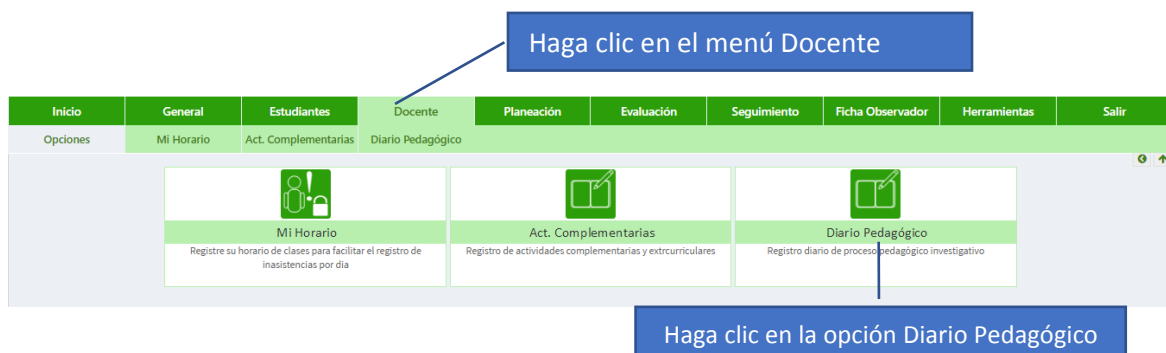 Haga clic en el menú Docente
Inicio General Estudiantes Docente Planeación Evaluación Seguimiento Ficha Observador Herramientas Salir
Opciones Mi Horario Act. Complementarias Diario Pedagógico
Mi Horario
Registre su horario de clases para facilitar el registro de
inasistencias por dia
Act. Complementarias
Registro de actividades complementarias y extrcurriculares
Diario Pedagógico
Registro diario de proceso pedagógico investigativo
Haga clic en la opción Diario Pedagógico